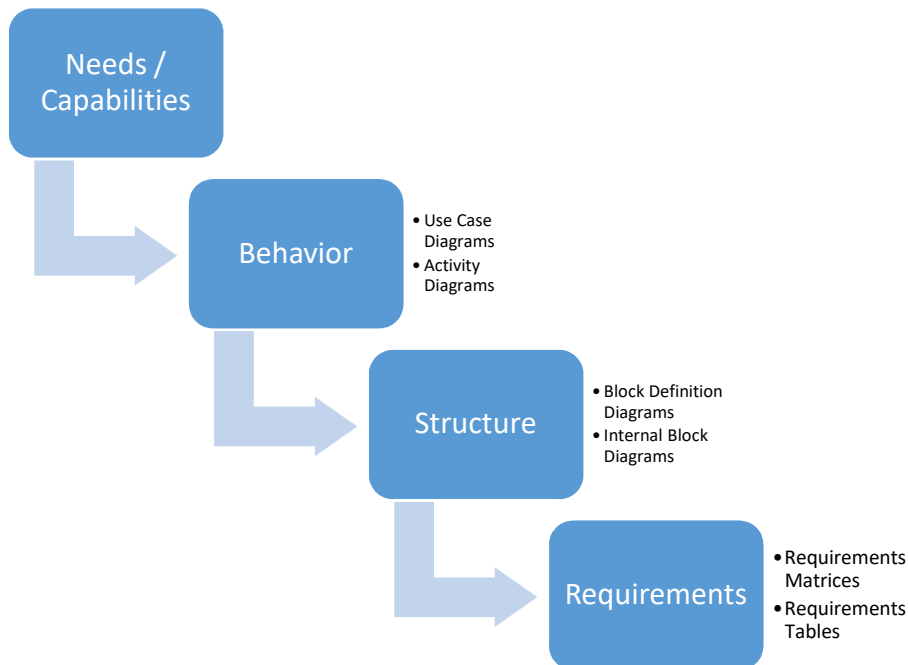 Needs /
Capabilities
Behavior
• Use Case
Diagrams
• Activity
Diagrams
Structure
• Block Definition
Diagrams
• Internal Block
Diagrams
Requirements
• Requirements
Matrices
• Requirements
Tables